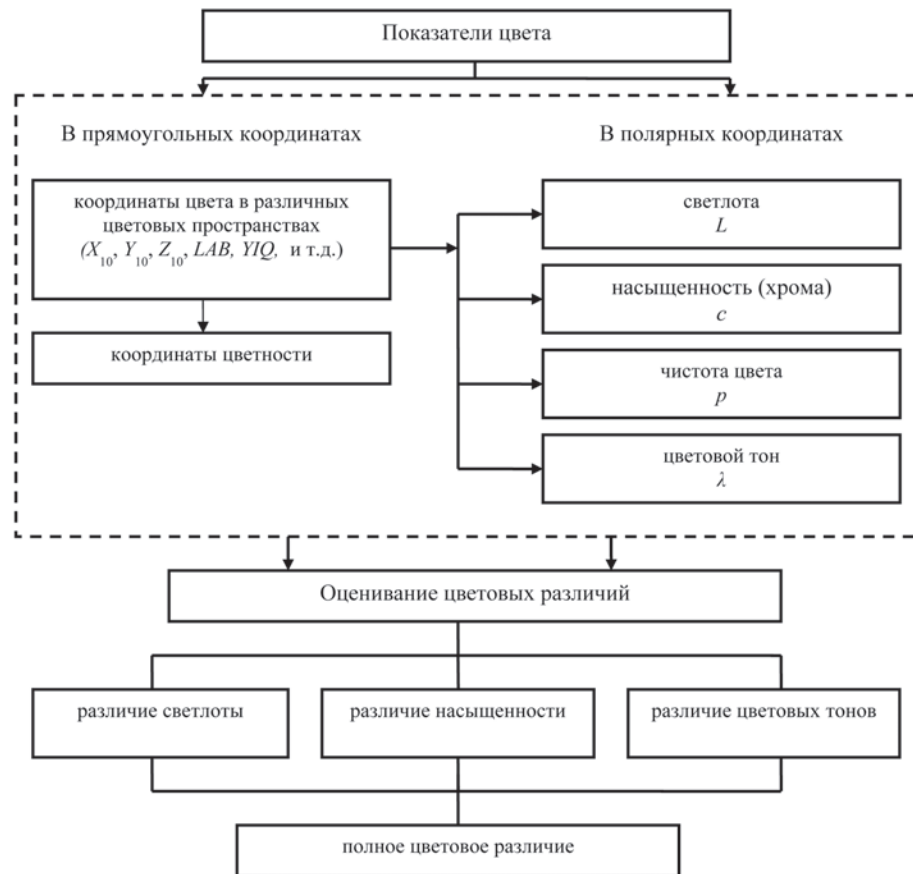 Показатели цвета
В прямоугольных координатах
В полярных координатах
координаты цвета в различных
цветовых пространствах
(X₁₀, Y₁₀, Z₁₀, LAB, YIQ, и т.д.)
координаты цветности
светлота
L
насыщенность (хрома)
c
чистота цвета
p
цветовой тон
λ
Оценивание цветовых различий
различие светлоты
различие насыщенности
различие цветовых тонов
полное цветовое различие